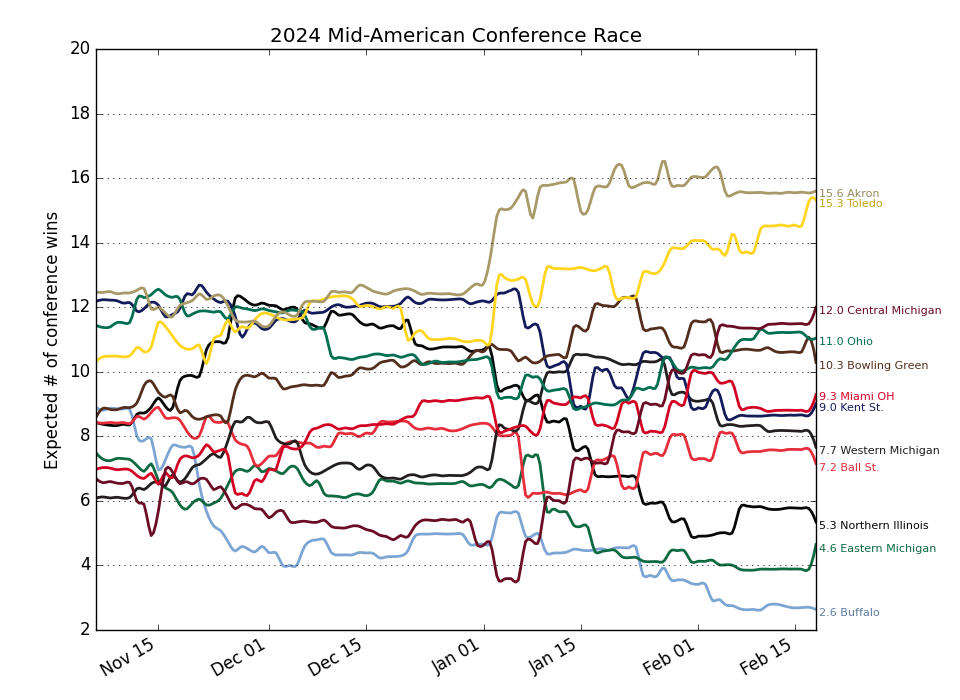 2024 Mid-American Conference Race
Expected # of conference wins
20
18
16
14
12
10
8
6
4
2
15.6 Akron
15.3 Toledo
12.0 Central Michigan
11.0 Ohio
10.3 Bowling Green
9.3 Miami OH
9.0 Kent St.
7.7 Western Michigan
7.2 Ball St.
5.3 Northern Illinois
4.6 Eastern Michigan
2.6 Buffalo
Nov 15
Dec 01
Dec 15
Jan 01
Jan 15
Feb 01
Feb 15